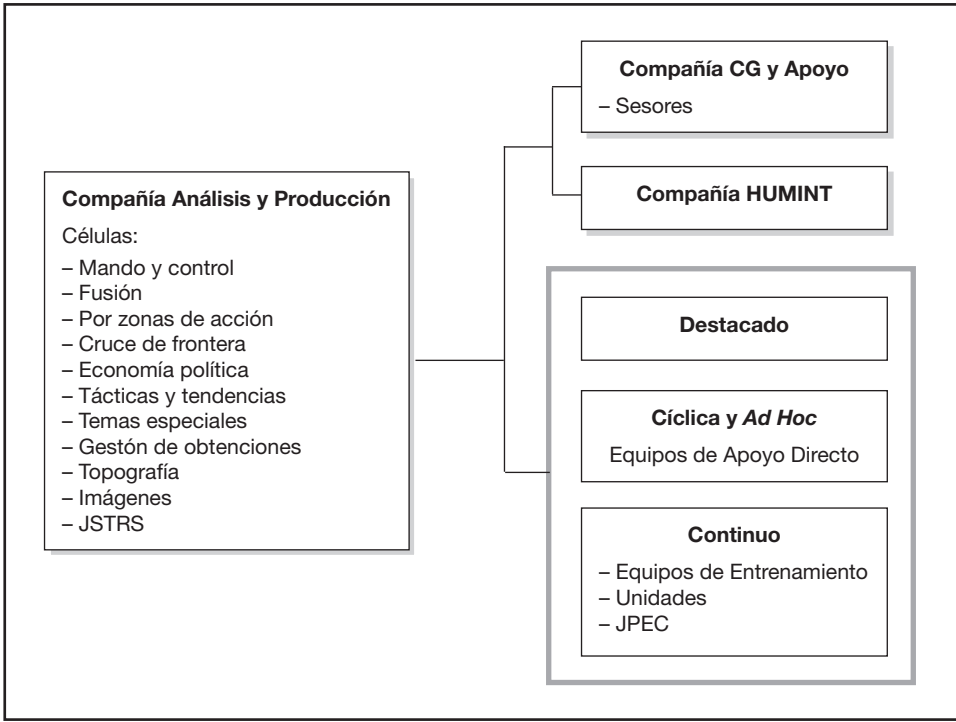 Compañía Análisis y Producción
Células:
– Mando y control
– Fusión
– Por zonas de acción
– Cruce de frontera
– Economía política
– Tácticas y tendencias
– Temas especiales
– Gestón de obtenciones
– Topografía
– Imágenes
– JSTRS
Compañía CG y Apoyo
– Sesores
Compañía HUMINT
Destacado
Cíclica y Ad Hoc
Equipos de Apoyo Directo
Continuo
– Equipos de Entrenamiento
– Unidades
– JPEC